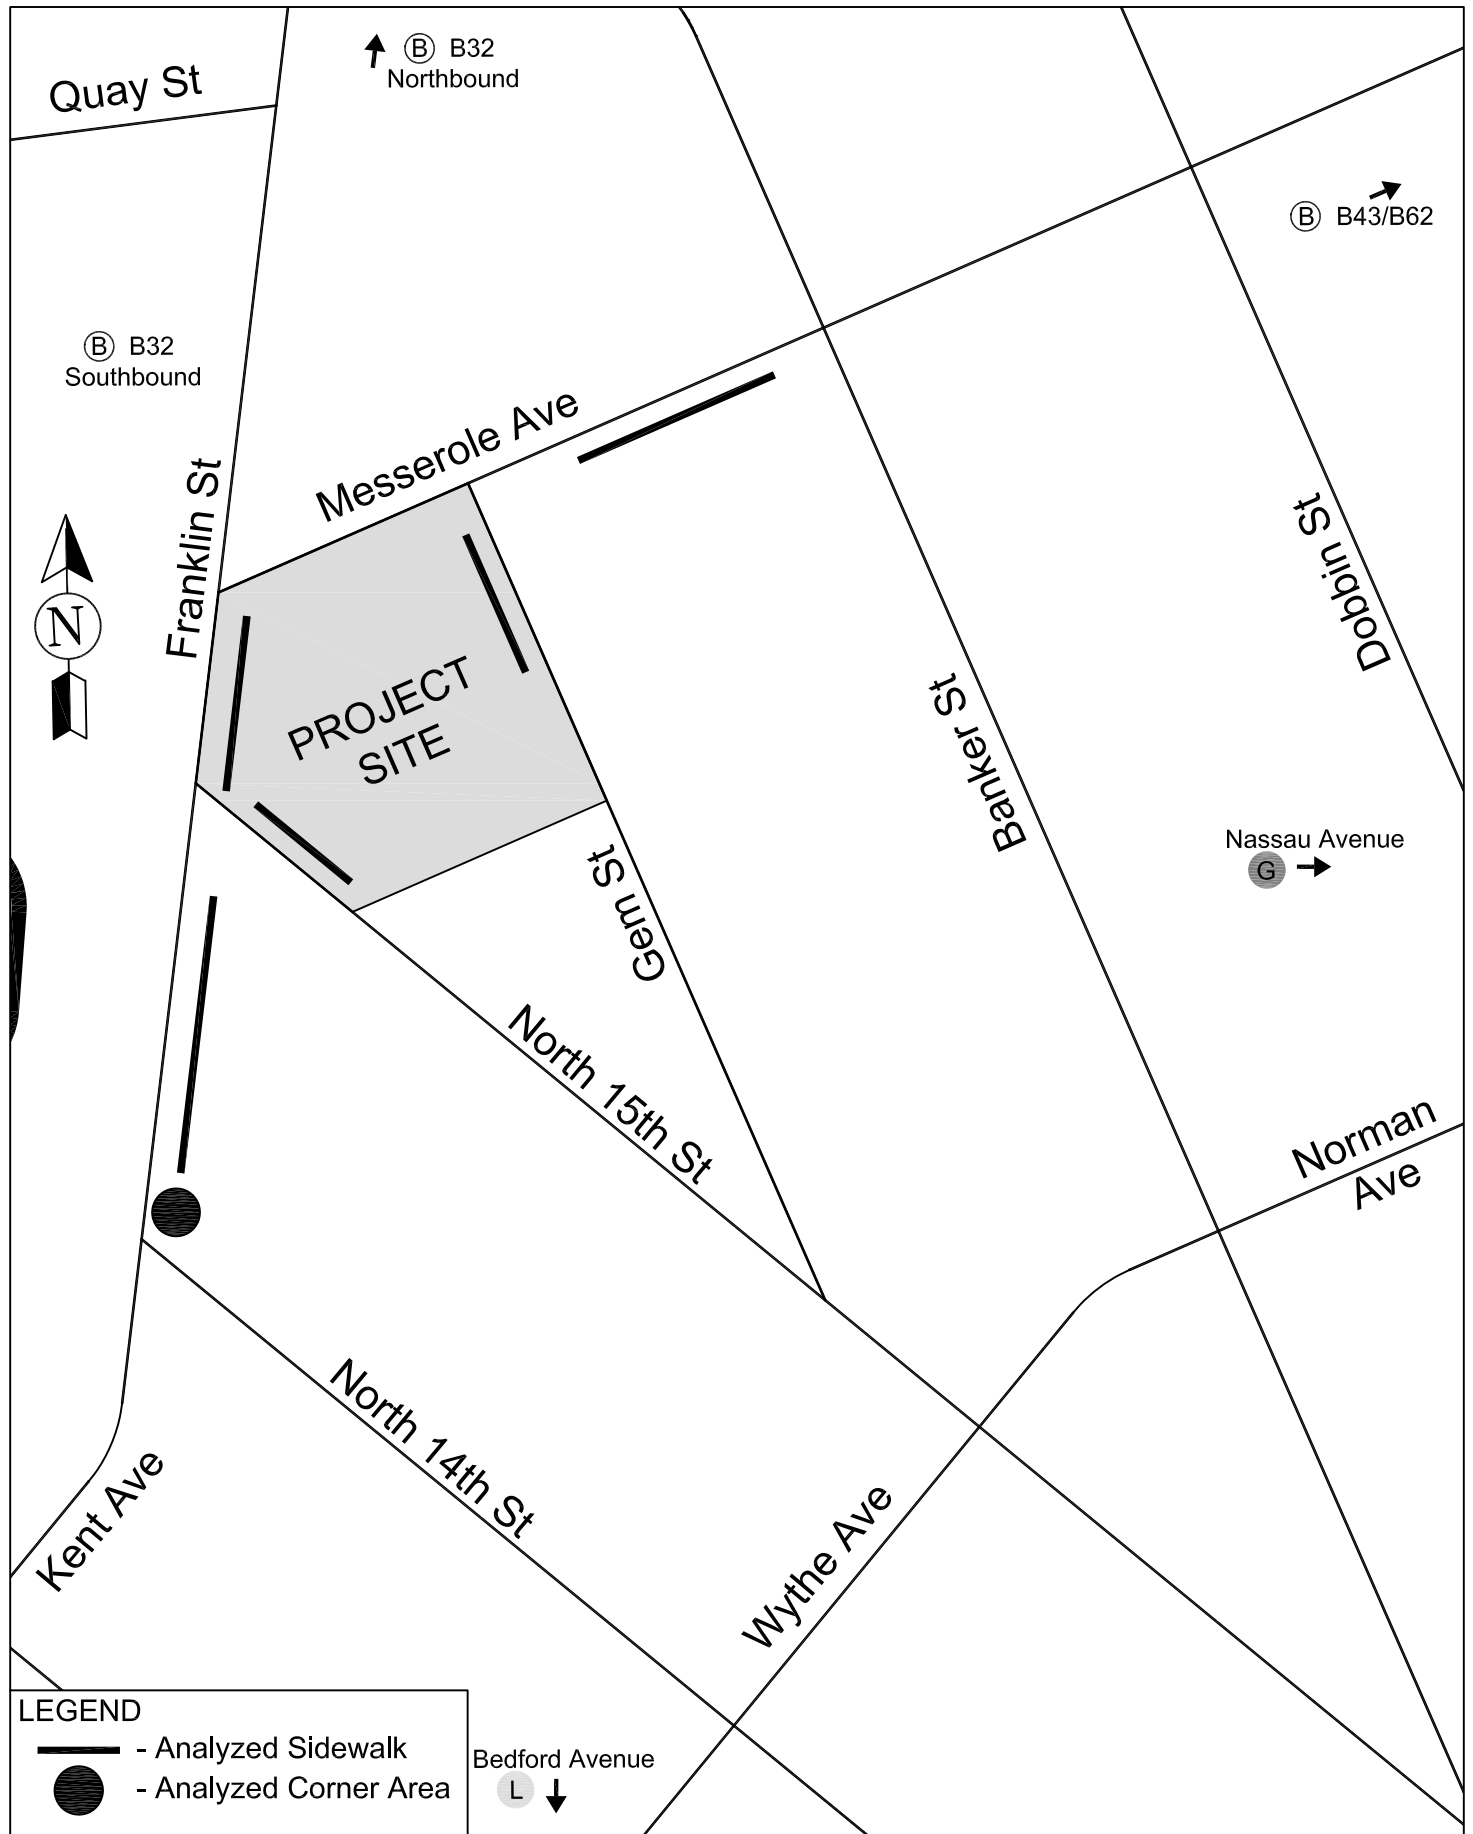 B B32
Northbound
Quay St
B B43/B62
B B32
Southbound
Messerole Ave
Franklin St
Dobbin St
N
PROJECT
SITE
Banker St
Nassau Avenue
G
Gem St
North 15th St
Norman
Ave
North 14th St
Kent Ave
Wythe Ave
LEGEND
- Analyzed Sidewalk
- Analyzed Corner Area
Bedford Avenue
L